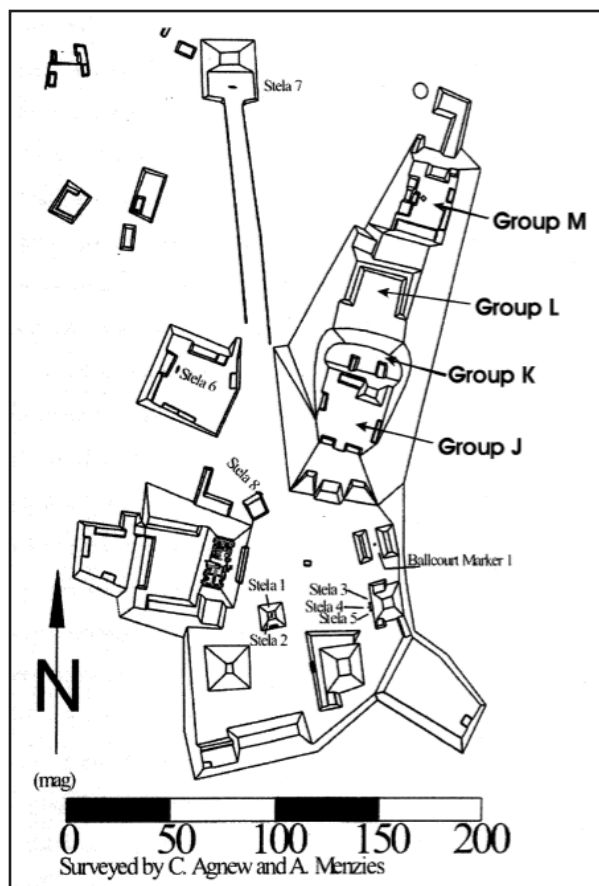 Stela 7
Group M
Group L
Group K
Stela 6
Group J
Stela 8
Ballcourt Marker 1
Stela 1
Stela 3
Stela 4
Stela 5
Stela 2
N
(mag)
0 50 100 150 200
Surveyed by C. Agnew and A. Menzies